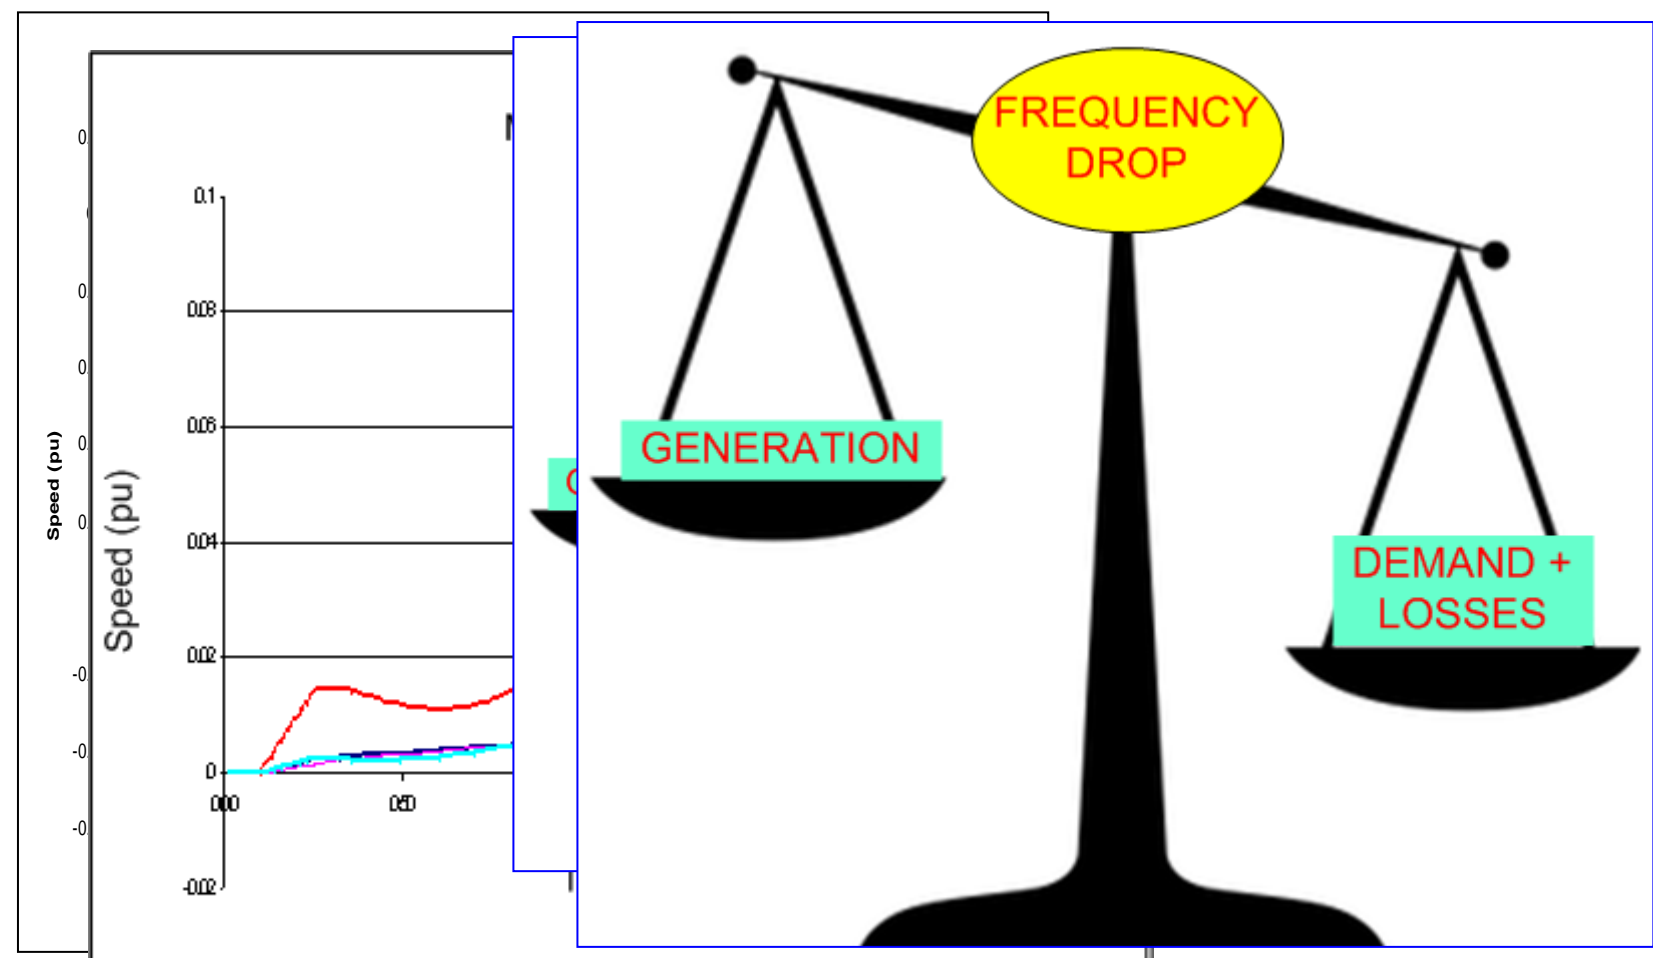 FREQUENCY
DROP
GENERATION
DEMAND +
LOSSES
Speed (pu)
Speed (pu)
0.1
0.08
0.06
0.04
0.02
0
-0.02
0.00
0.50